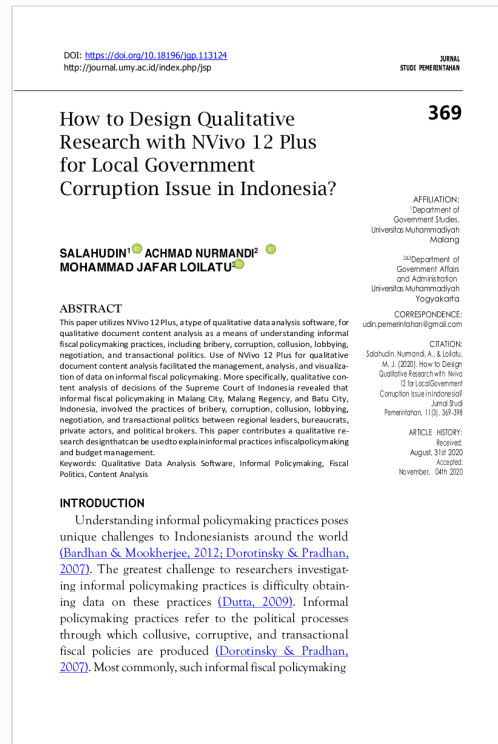 DOI: https://doi.org/10.18196/jgp.113124
http://journal.umy.ac.id/index.php/jsp
JURNAL
STUDI PEMERINTAHAN
369
How to Design Qualitative
Research with NVivo 12 Plus
for Local Government
Corruption Issue in Indonesia?
SALAHUDIN1 ACHMAD NURMANDI2
MOHAMMAD JAFAR LOILATU3
ABSTRACT
This paper utilizes NVivo 12 Plus, a type of qualitative data analysis software, for
qualitative document content analysis as a means of understanding informal
fiscal policymaking practices, including bribery, corruption, collusion, lobbying,
negotiation, and transactional politics. Use of NVivo 12 Plus for qualitative
document content analysis facilitated the management, analysis, and visualiza-
tion of data on informal fiscal policymaking. More specifically, qualitative con-
tent analysis of decisions of the Supreme Court of Indonesia revealed that
informal fiscal policymaking in Malang City, Malang Regency, and Batu City,
Indonesia, involved the practices of bribery, corruption, collusion, lobbying,
negotiation, and transactional politics between regional leaders, bureaucrats,
private actors, and political brokers. This paper contributes a qualitative re-
search designthatcan be usedto explaininformal practices infiscalpolicymaking
and budget management.
Keywords: Qualitative Data Analysis Software, Informal Policymaking, Fiscal
Politics, Content Analysis
INTRODUCTION
Understanding informal policymaking practices poses
unique challenges to Indonesianists around the world
(Bardhan & Mookherjee, 2012; Dorotinsky & Pradhan,
2007). The greatest challenge to researchers investigat-
ing informal policymaking practices is difficulty obtain-
ing data on these practices (Dutta, 2009). Informal
policymaking practices refer to the political processes
through which collusive, corruptive, and transactional
fiscal policies are produced (Dorotinsky & Pradhan,
2007). Most commonly, such informal fiscal policymaking
AFFILIATION:
1Department of
Government Studies,
Universitas Muhammadiyah
Malang
2&3Department of
Government Affairs
and Administration
Universitas Muhammadiyah
Yogyakarta
CORRESPONDENCE:
udin.pemerintahan@gmail.com
CITATION:
Salahudin, Nurmandi, A., & Loilatu,
M. J. (2020). How to Design
Qualitative Research with Nvivo
12 for LocalGovernment
Corruption Issue in Indonesia?
Jurnal Studi
Pemerintahan, 11(3), 369-398
ARTICLE HISTORY:
Received:
August, 31st 2020
Accepted:
November, 04th 2020